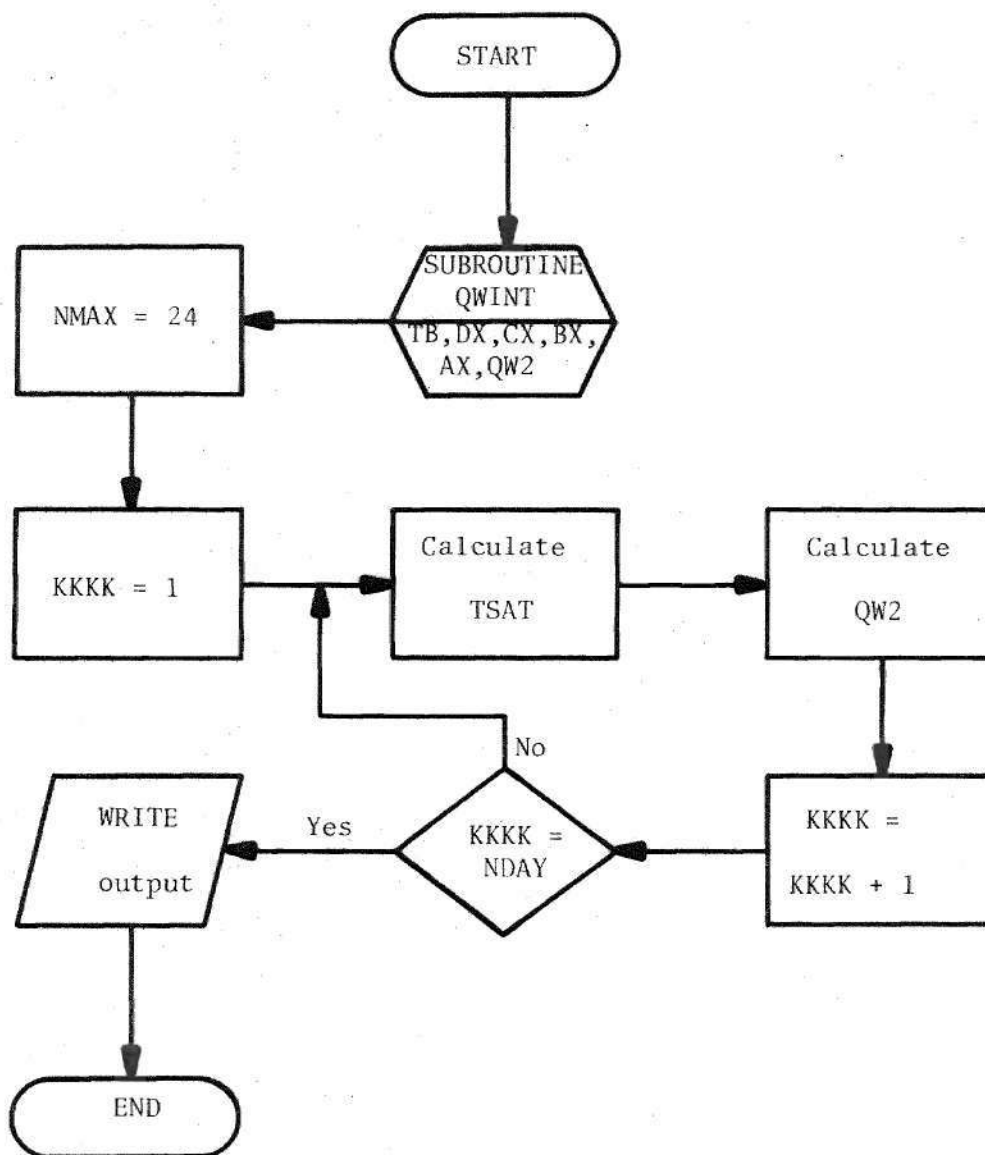 START
SUBROUTINE
QWINT
TB,DX,CX,BX,
AX,QW2
NMAX = 24
KKKK = 1
Calculate
TSAT
Calculate
QW2
KKKK =
KKKK + 1
KKKK =
NDAY
No
Yes
WRITE
output
END